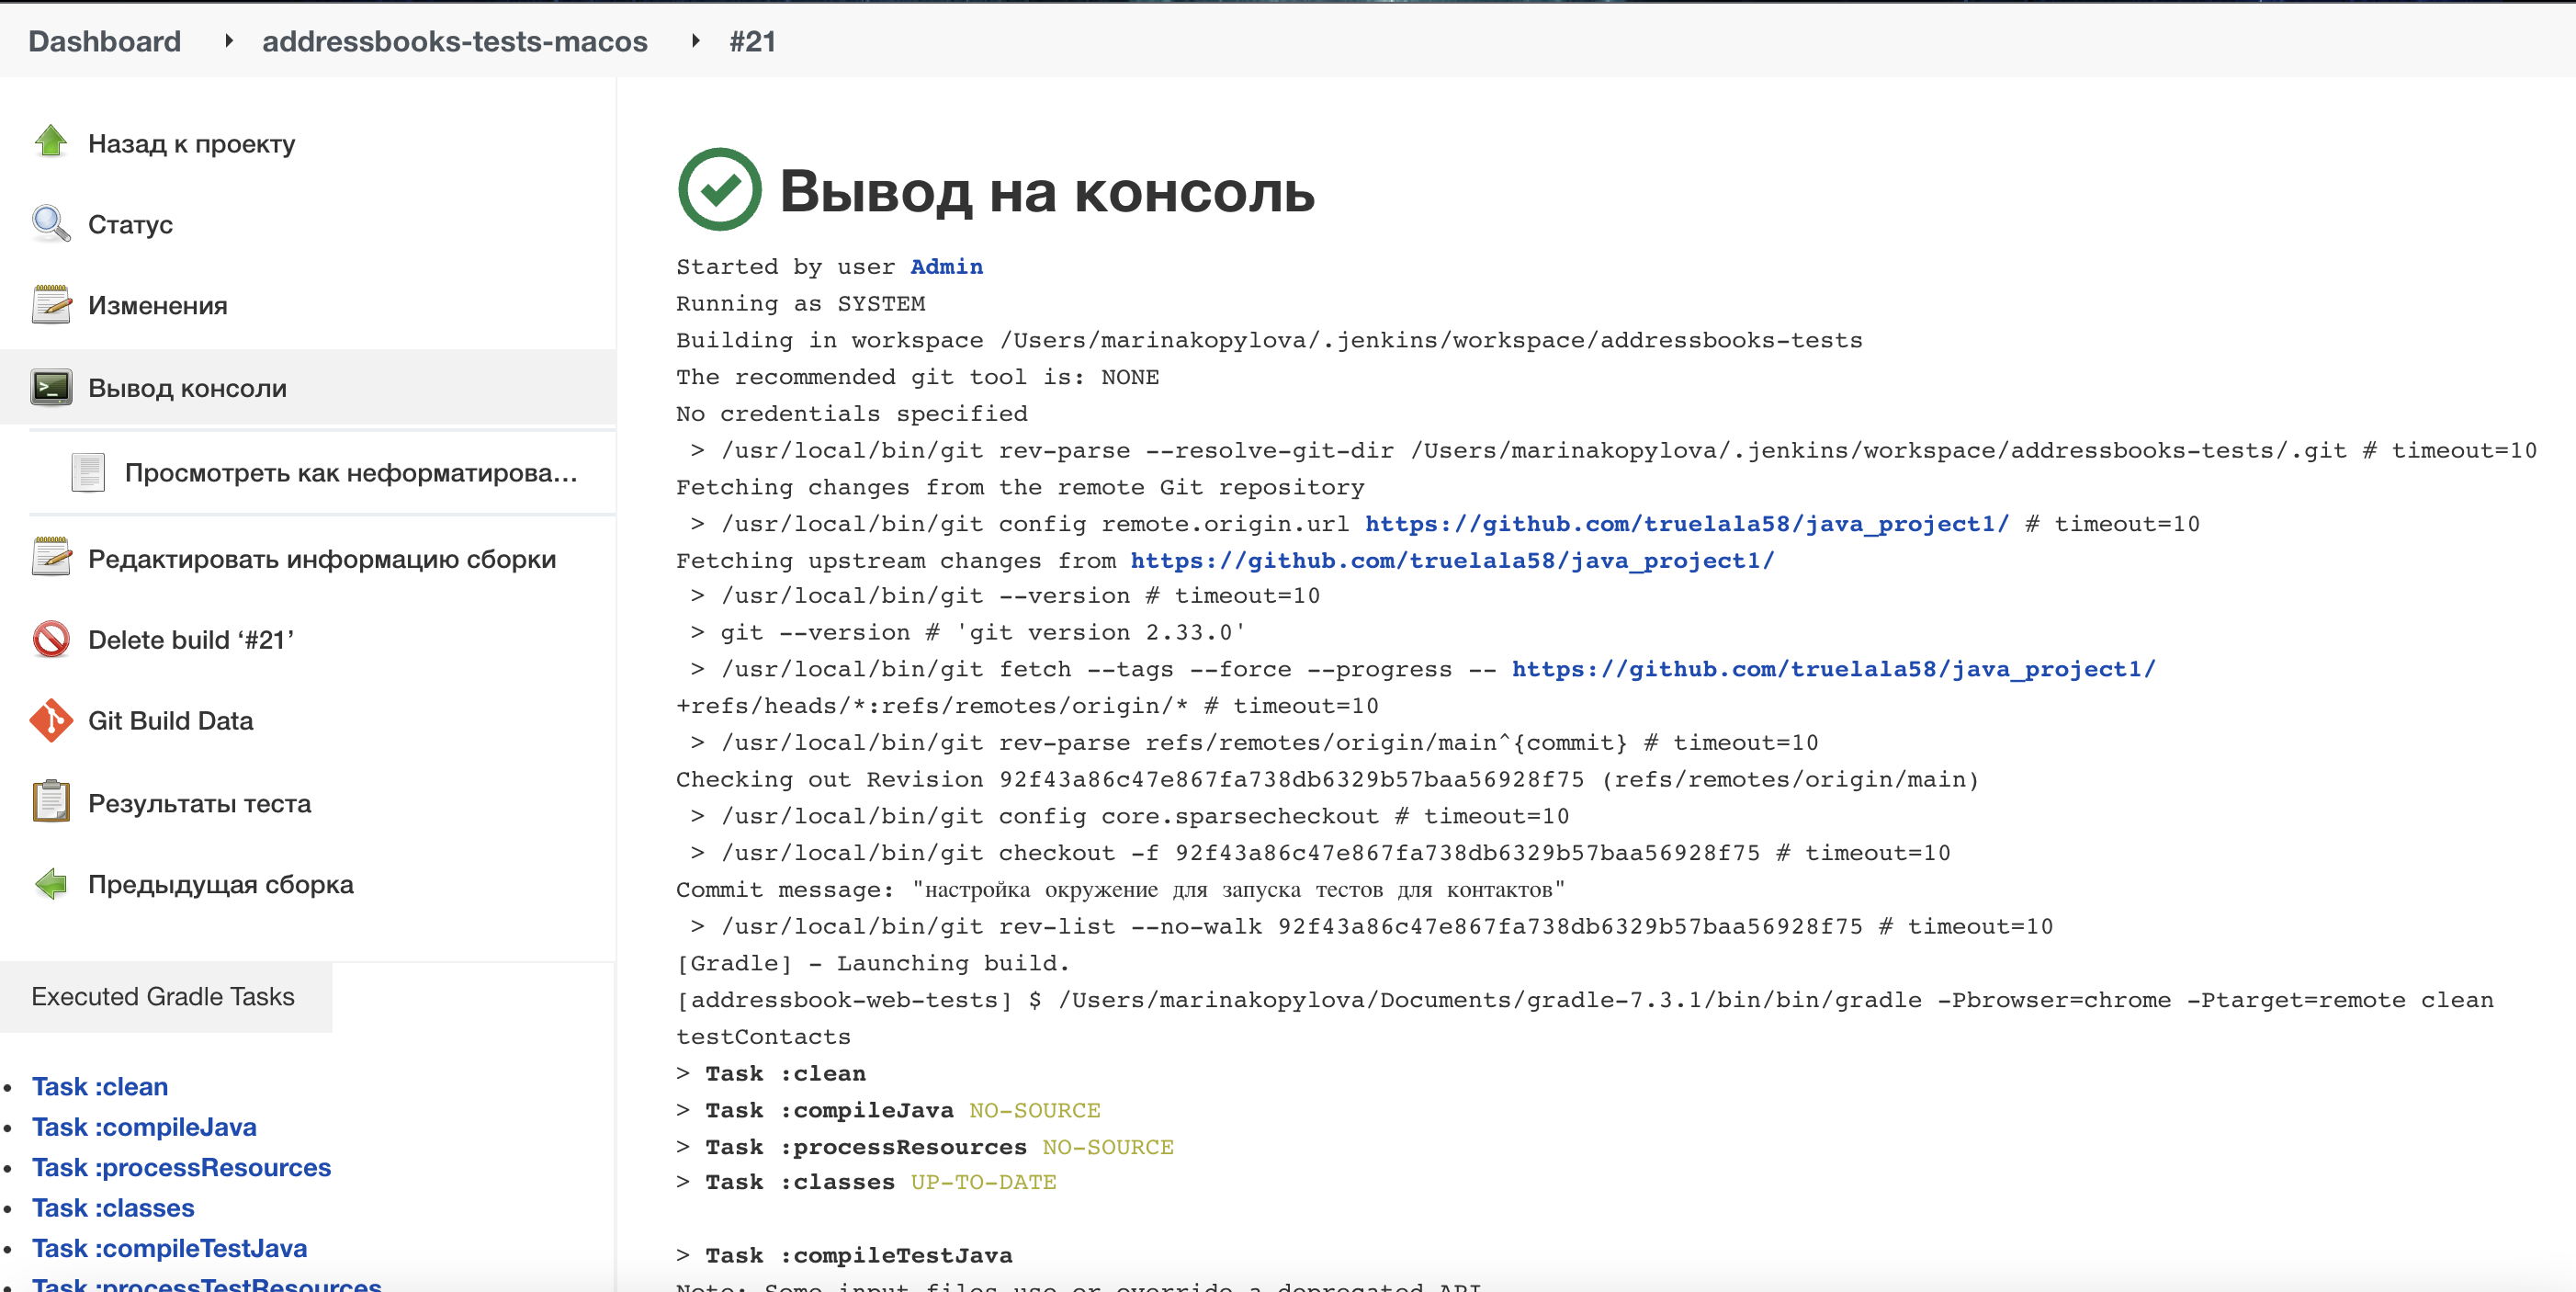 Dashboard
addressbooks-tests-macos
#21
Назад к проекту
Статус
Изменения
Вывод консоли
Просмотреть как неформатирова...
Редактировать информацию сборки
Delete build ‘#21’
Git Build Data
Результаты теста
Предыдущая сборка
Executed Gradle Tasks
Task :clean
Task :compileJava
Task :processResources
Task :classes
Task :compileTestJava
Task :processTestResources
Вывод на консоль
Started by user Admin
Running as SYSTEM
Building in workspace /Users/marinakopylova/.jenkins/workspace/addressbooks-tests
The recommended git tool is: NONE
No credentials specified
> /usr/local/bin/git rev-parse --resolve-git-dir /Users/marinakopylova/.jenkins/workspace/addressbooks-tests/.git # timeout=10
Fetching changes from the remote Git repository
> /usr/local/bin/git config remote.origin.url https://github.com/truelala58/java_project1/ # timeout=10
Fetching upstream changes from https://github.com/truelala58/java_project1/
> /usr/local/bin/git --version # timeout=10
> git --version # 'git version 2.33.0'
> /usr/local/bin/git fetch --tags --force --progress -- https://github.com/truelala58/java_project1/
+refs/heads/*:refs/remotes/origin/* # timeout=10
> /usr/local/bin/git rev-parse refs/remotes/origin/main^{commit} # timeout=10
Checking out Revision 92f43a86c47e867fa738db6329b57baa56928f75 (refs/remotes/origin/main)
> /usr/local/bin/git config core.sparsecheckout # timeout=10
> /usr/local/bin/git checkout -f 92f43a86c47e867fa738db6329b57baa56928f75 # timeout=10
Commit message: "настройка окружение для запуска тестов для контактов"
> /usr/local/bin/git rev-list --no-walk 92f43a86c47e867fa738db6329b57baa56928f75 # timeout=10
[Gradle] - Launching build.
[addressbook-web-tests] $ /Users/marinakopylova/Documents/gradle-7.3.1/bin/bin/gradle -Pbrowser=chrome -Ptarget=remote clean
testContacts
> Task :clean
> Task :compileJava NO-SOURCE
> Task :processResources NO-SOURCE
> Task :classes UP-TO-DATE
> Task :compileTestJava
Note: Some input files use or override a deprecated API.